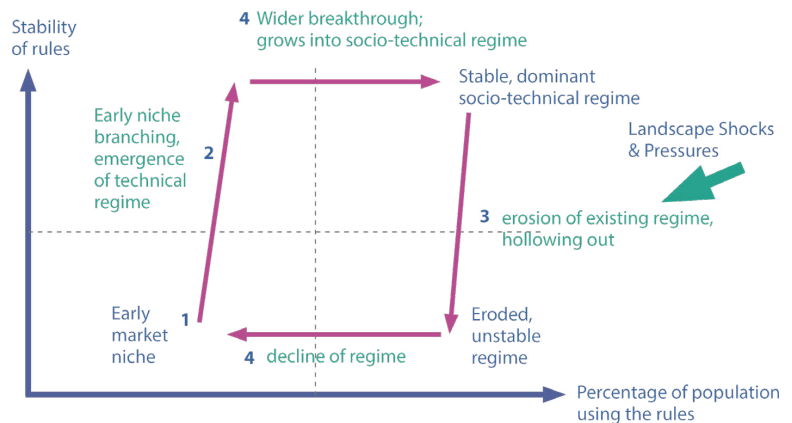 Stability
of rules
4 Wider breakthrough;
grows into socio-technical regime
Stable, dominant
socio-technical regime
Early niche
branching,
emergence
of technical
regime
2
Landscape Shocks
& Pressures
3 erosion of existing regime,
hollowing out
Early
market
niche
1
Eroded,
unstable
regime
4 decline of regime
Percentage of population
using the rules